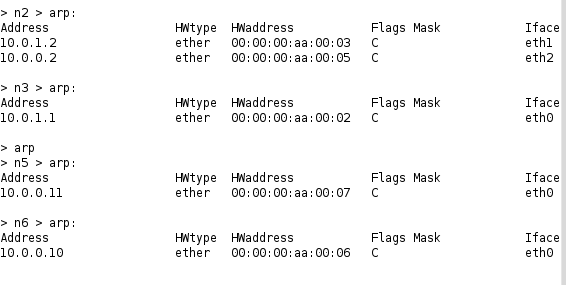 > n2 > arp:
Address HWtype HWaddress Flags Mask Iface
10.0.1.2 ether 00:00:00:aa:00:03 C eth1
10.0.0.2 ether 00:00:00:aa:00:05 C eth2
> n3 > arp:
Address HWtype HWaddress Flags Mask Iface
10.0.1.1 ether 00:00:00:aa:00:02 C eth0
> arp
> n5 > arp:
Address HWtype HWaddress Flags Mask Iface
10.0.0.11 ether 00:00:00:aa:00:07 C eth0
> n6 > arp:
Address HWtype HWaddress Flags Mask Iface
10.0.0.10 ether 00:00:00:aa:00:06 C eth0